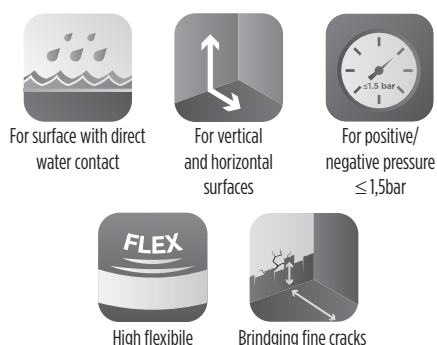 ≤1.5 bar
For surface with direct
water contact
For vertical
and horizontal
surfaces
For positive/
negative pressure
≤ 1,5bar
FLEX
High flexibile
Brindging fine cracks